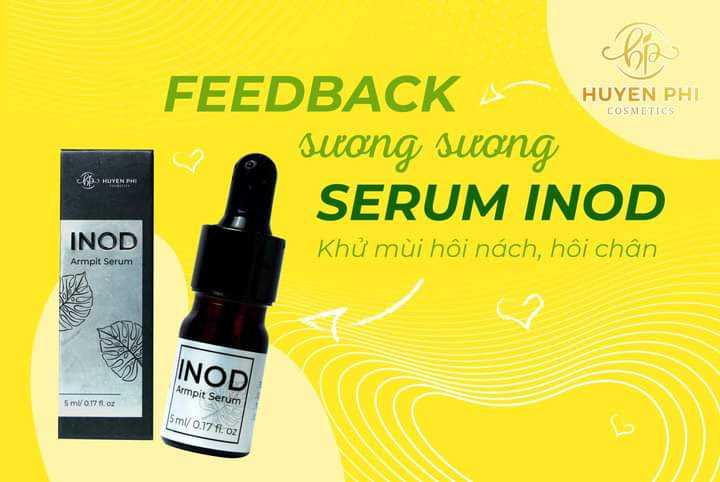 HUYEN PHI
COSMETICS
FEEDBACK
sương sương
SERUM INOD
Khử mùi hôi nách, hôi chân
HUYEN PHI
COSMETICS
INOD
Armpit Serum
5 ml/ 0.17 fl. oz
INOD
Armpit Serum
5 ml/ 0.17 fl. oz